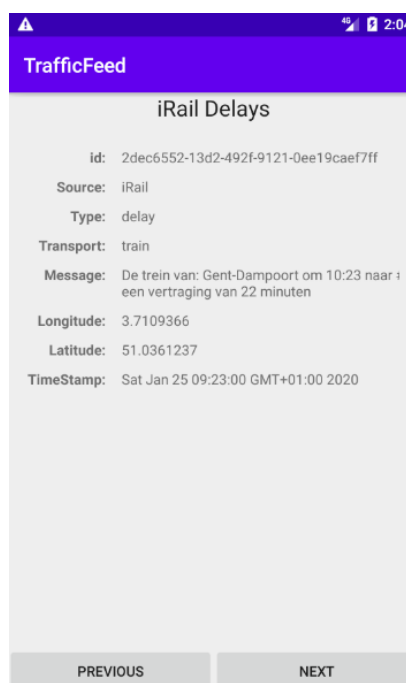 4G 2:04
TrafficFeed
iRail Delays
id: 2dec6552-13d2-492f-9121-0ee19caef7ff
Source: iRail
Type: delay
Transport: train
Message: De trein van: Gent-Dampoort om 10:23 naar
een vertraging van 22 minuten
Longitude: 3.7109366
Latitude: 51.0361237
TimeStamp: Sat Jan 25 09:23:00 GMT+01:00 2020
PREVIOUS NEXT